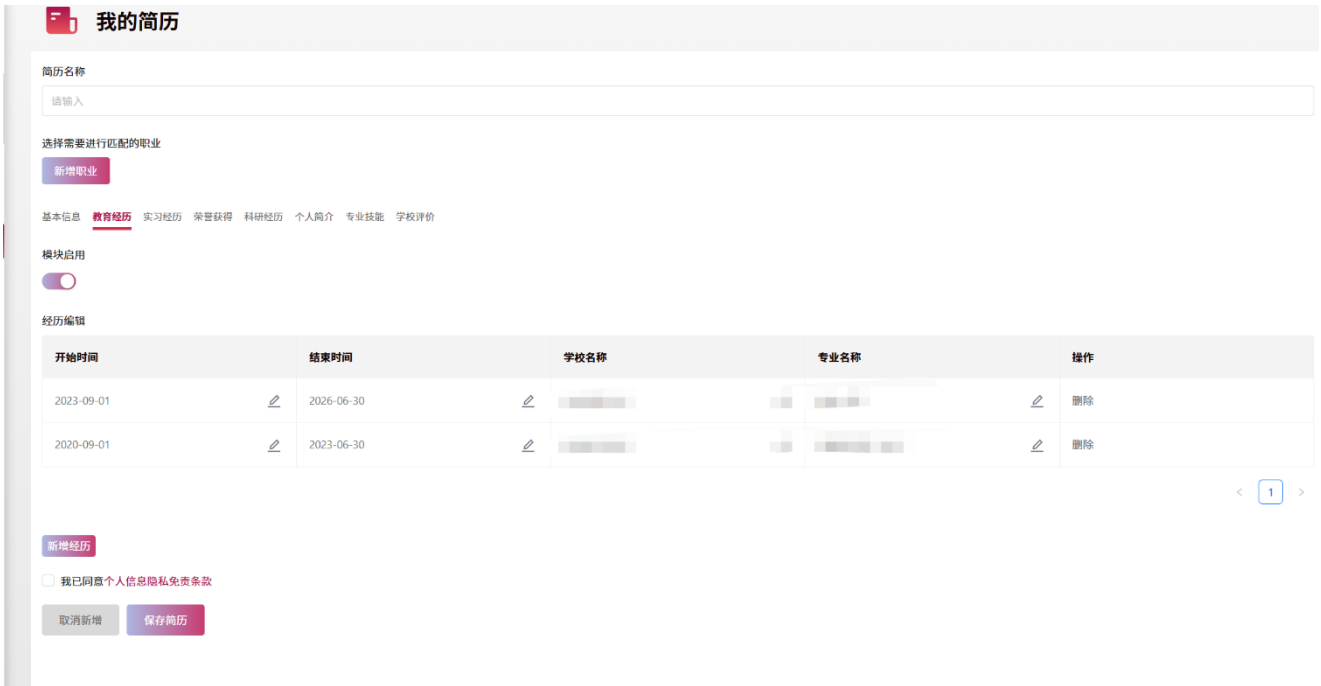 我的简历
简历名称
请输入
选择需要进行匹配的职业
新增职业
基本信息 教育经历 实习经历 荣誉获得 科研经历 个人简介 专业技能 学校评价
模块启用
经历编辑
开始时间 结束时间 学校名称 专业名称 操作
2023-09-01 2026-06-30 删除
2020-09-01 2023-06-30 删除
< 1 >
新增经历
我已同意个人信息隐私免责条款
取消新增 保存简历